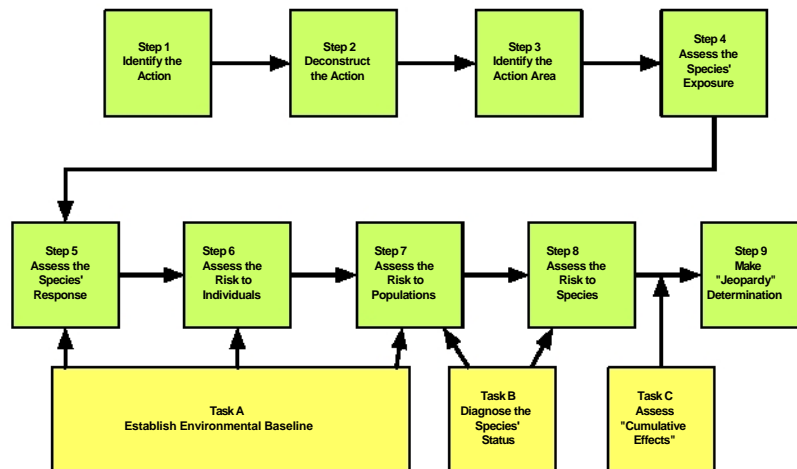 Step 1
Identify the
Action
Step 2
Deconstruct
the Action
Step 3
Identify the
Action Area
Step 4
Assess the
Species'
Exposure
Step 5
Assess the
Species'
Response
Step 6
Assess the
Risk to
Individuals
Step 7
Assess the
Risk to
Populations
Step 8
Assess the
Risk to
Species
Step 9
Make
"Jeopardy"
Determination
Task A
Establish Environmental Baseline
Task B
Diagnose the
Species'
Status
Task C
Assess
"Cumulative
Effects"